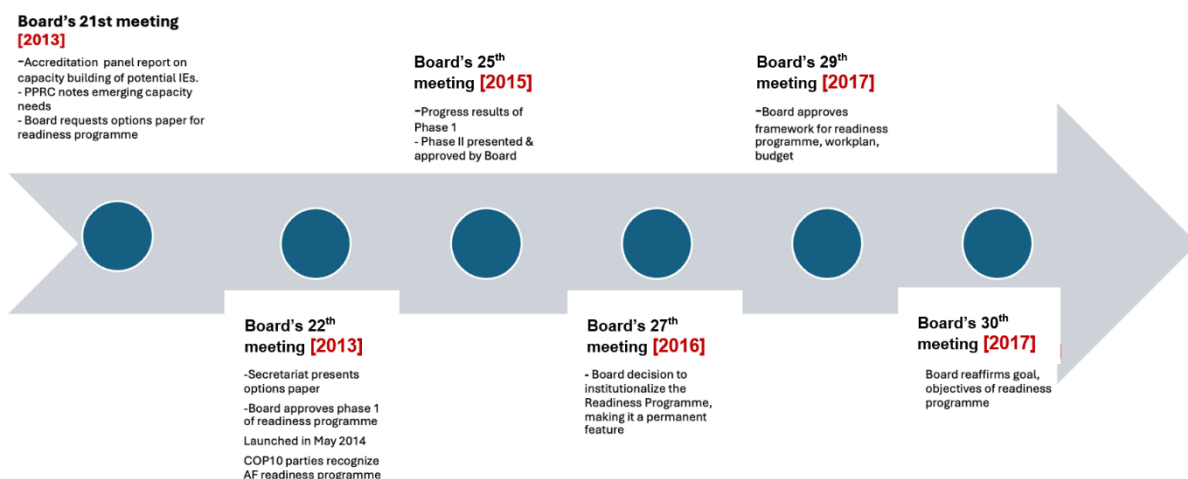 Board's 21st meeting
[2013]
-Accreditation panel report on
capacity building of potential IEs.
- PPRC notes emerging capacity
needs
- Board requests options paper for
readiness programme
Board's 22th
meeting [2013]
-Secretariat presents
options paper
-Board approves phase 1
of readiness programme
Launched in May 2014
COP10 parties recognize
AF readiness programme
Board's 25th
meeting [2015]
-Progress results of
Phase 1
- Phase II presented &
approved by Board
Board's 27th
meeting [2016]
- Board decision to
institutionalize the
Readiness Programme,
making it a permanent
feature
Board's 29th
meeting [2017]
-Board approves
framework for readiness
programme, workplan,
budget
Board's 30th
meeting [2017]
Board reaffirms goal,
objectives of readiness
programme